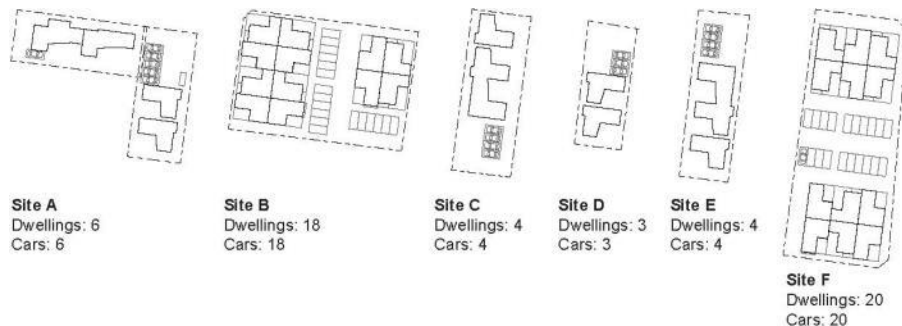 Site A
Dwellings: 6
Cars: 6
Site B
Dwellings: 18
Cars: 18
Site C
Dwellings: 4
Cars: 4
Site D
Dwellings: 3
Cars: 3
Site E
Dwellings: 4
Cars: 4
Site F
Dwellings: 20
Cars: 20